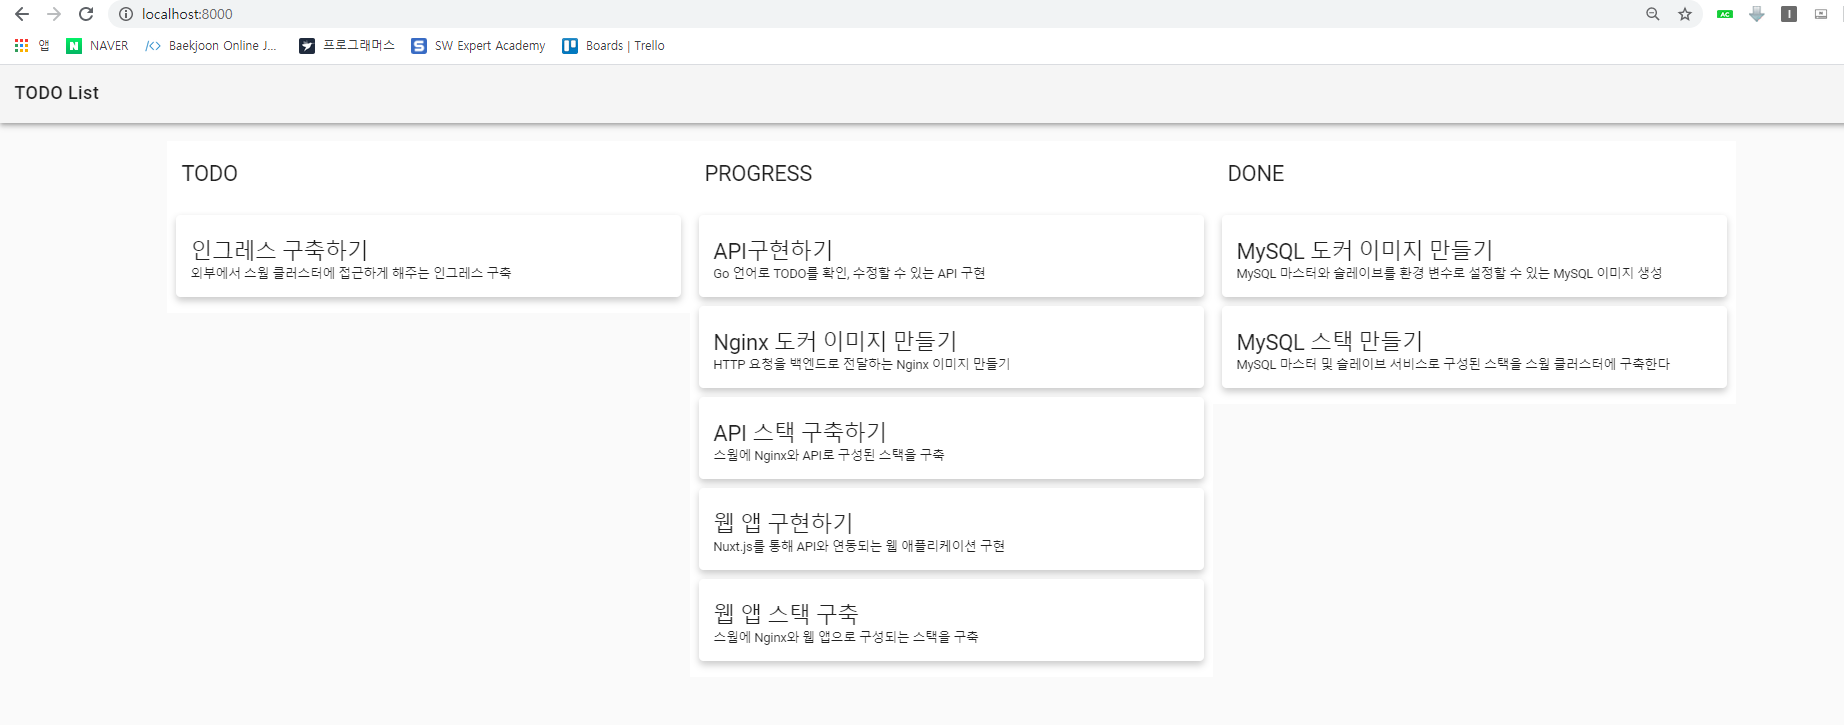 localhost:8000
앱
NAVER
Baekjoon Online J...
프로그래머스
SW Expert Academy
Boards | Trello
TODO List
TODO
인그레스 구축하기
외부에서 스웜 클러스터에 접근하게 해주는 인그레스 구축
PROGRESS
API구현하기
Go 언어로 TODO를 확인, 수정할 수 있는 API 구현
Nginx 도커 이미지 만들기
HTTP 요청을 백엔드로 전달하는 Nginx 이미지 만들기
API 스택 구축하기
스웜에 Nginx와 API로 구성된 스택을 구축
웹 앱 구현하기
Nuxt.js를 통해 API와 연동되는 웹 애플리케이션 구현
웹 앱 스택 구축
스웜에 Nginx와 웹 앱으로 구성되는 스택을 구축
DONE
MySQL 도커 이미지 만들기
MySQL 마스터와 슬레이브를 환경 변수로 설정할 수 있는 MySQL 이미지 생성
MySQL 스택 만들기
MySQL 마스터 및 슬레이브 서비스로 구성된 스택을 스웜 클러스터에 구축한다